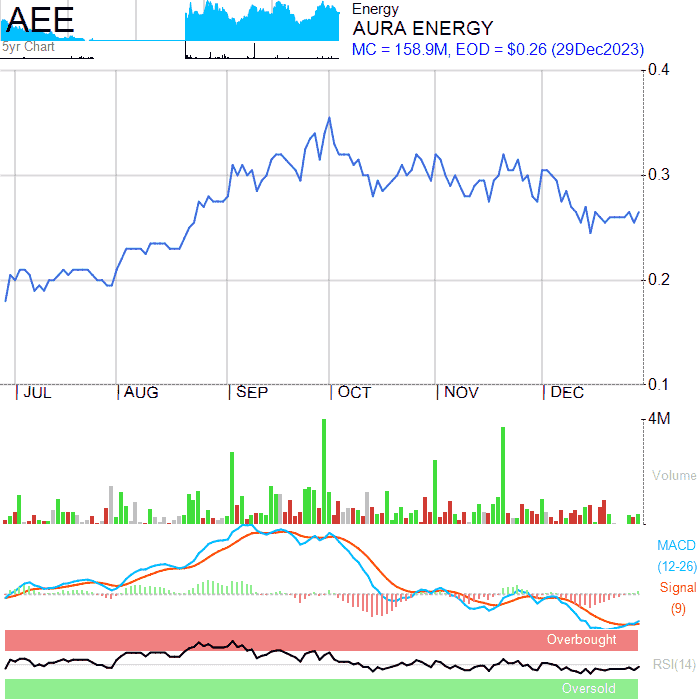 AEE
5yr Chart
Energy
AURA ENERGY
MC = 158.9M, EOD = $0.26 (29Dec2023)
0.4
0.3
0.2
0.1
JUL AUG SEP OCT NOV DEC
4M
Volume
MACD
(12-26)
Signal
(9)
Overbought
RSI(14)
Oversold